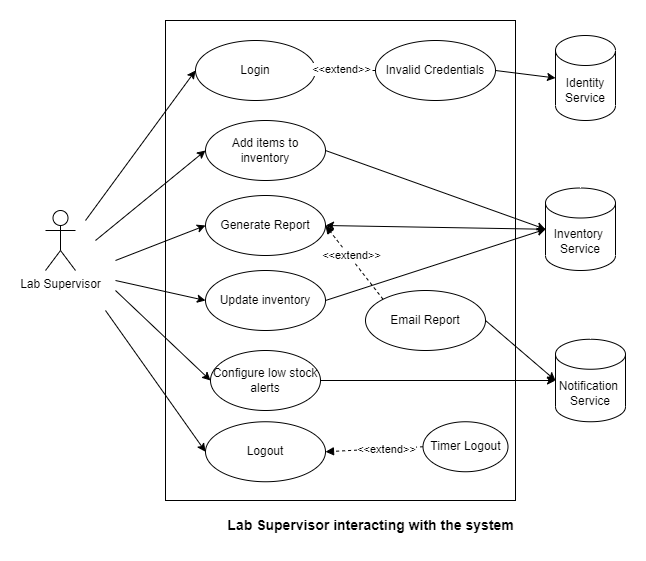 Login
<<extend>>
Invalid Credentials
Identity
Service
Add items to
inventory
Generate Report
Inventory
Service
<<extend>>
Lab Supervisor
Update inventory
Email Report
Configure low stock
alerts
Notification
Service
Logout
<<extend>>
Timer Logout
Lab Supervisor interacting with the system